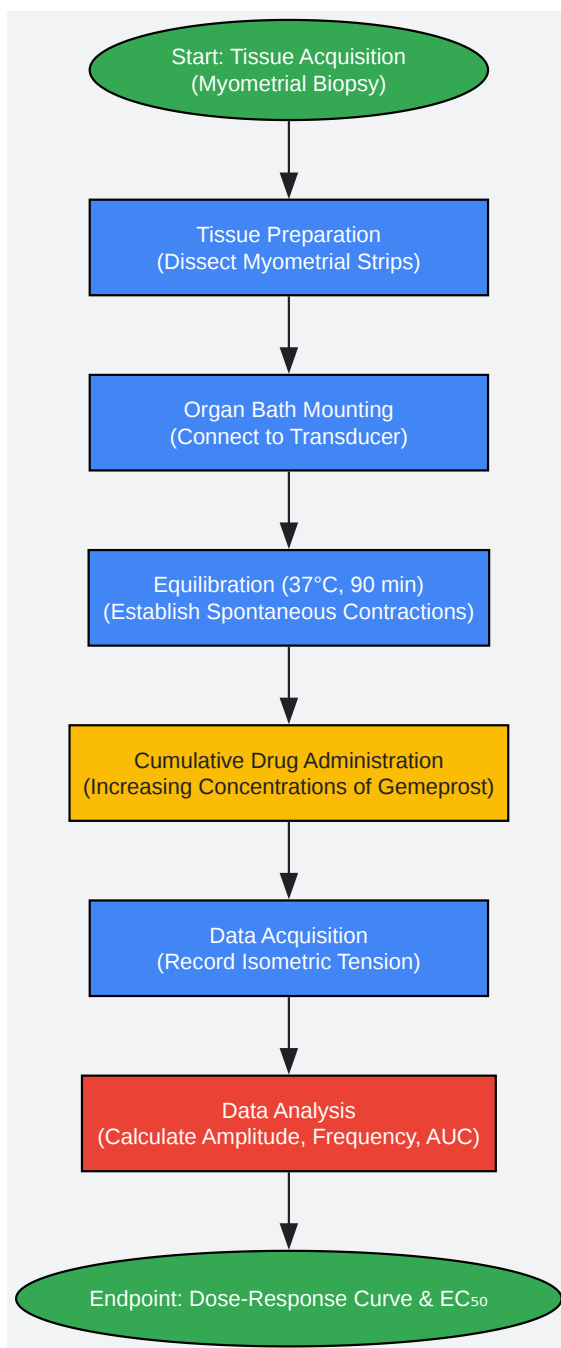 Start: Tissue Acquisition
(Myometrial Biopsy)
Tissue Preparation
(Dissect Myometrial Strips)
Organ Bath Mounting
(Connect to Transducer)
Equilibration (37°C, 90 min)
(Establish Spontaneous Contractions)
Cumulative Drug Administration
(Increasing Concentrations of Gemeprost)
Data Acquisition
(Record Isometric Tension)
Data Analysis
(Calculate Amplitude, Frequency, AUC)
Endpoint: Dose-Response Curve & EC₅₀